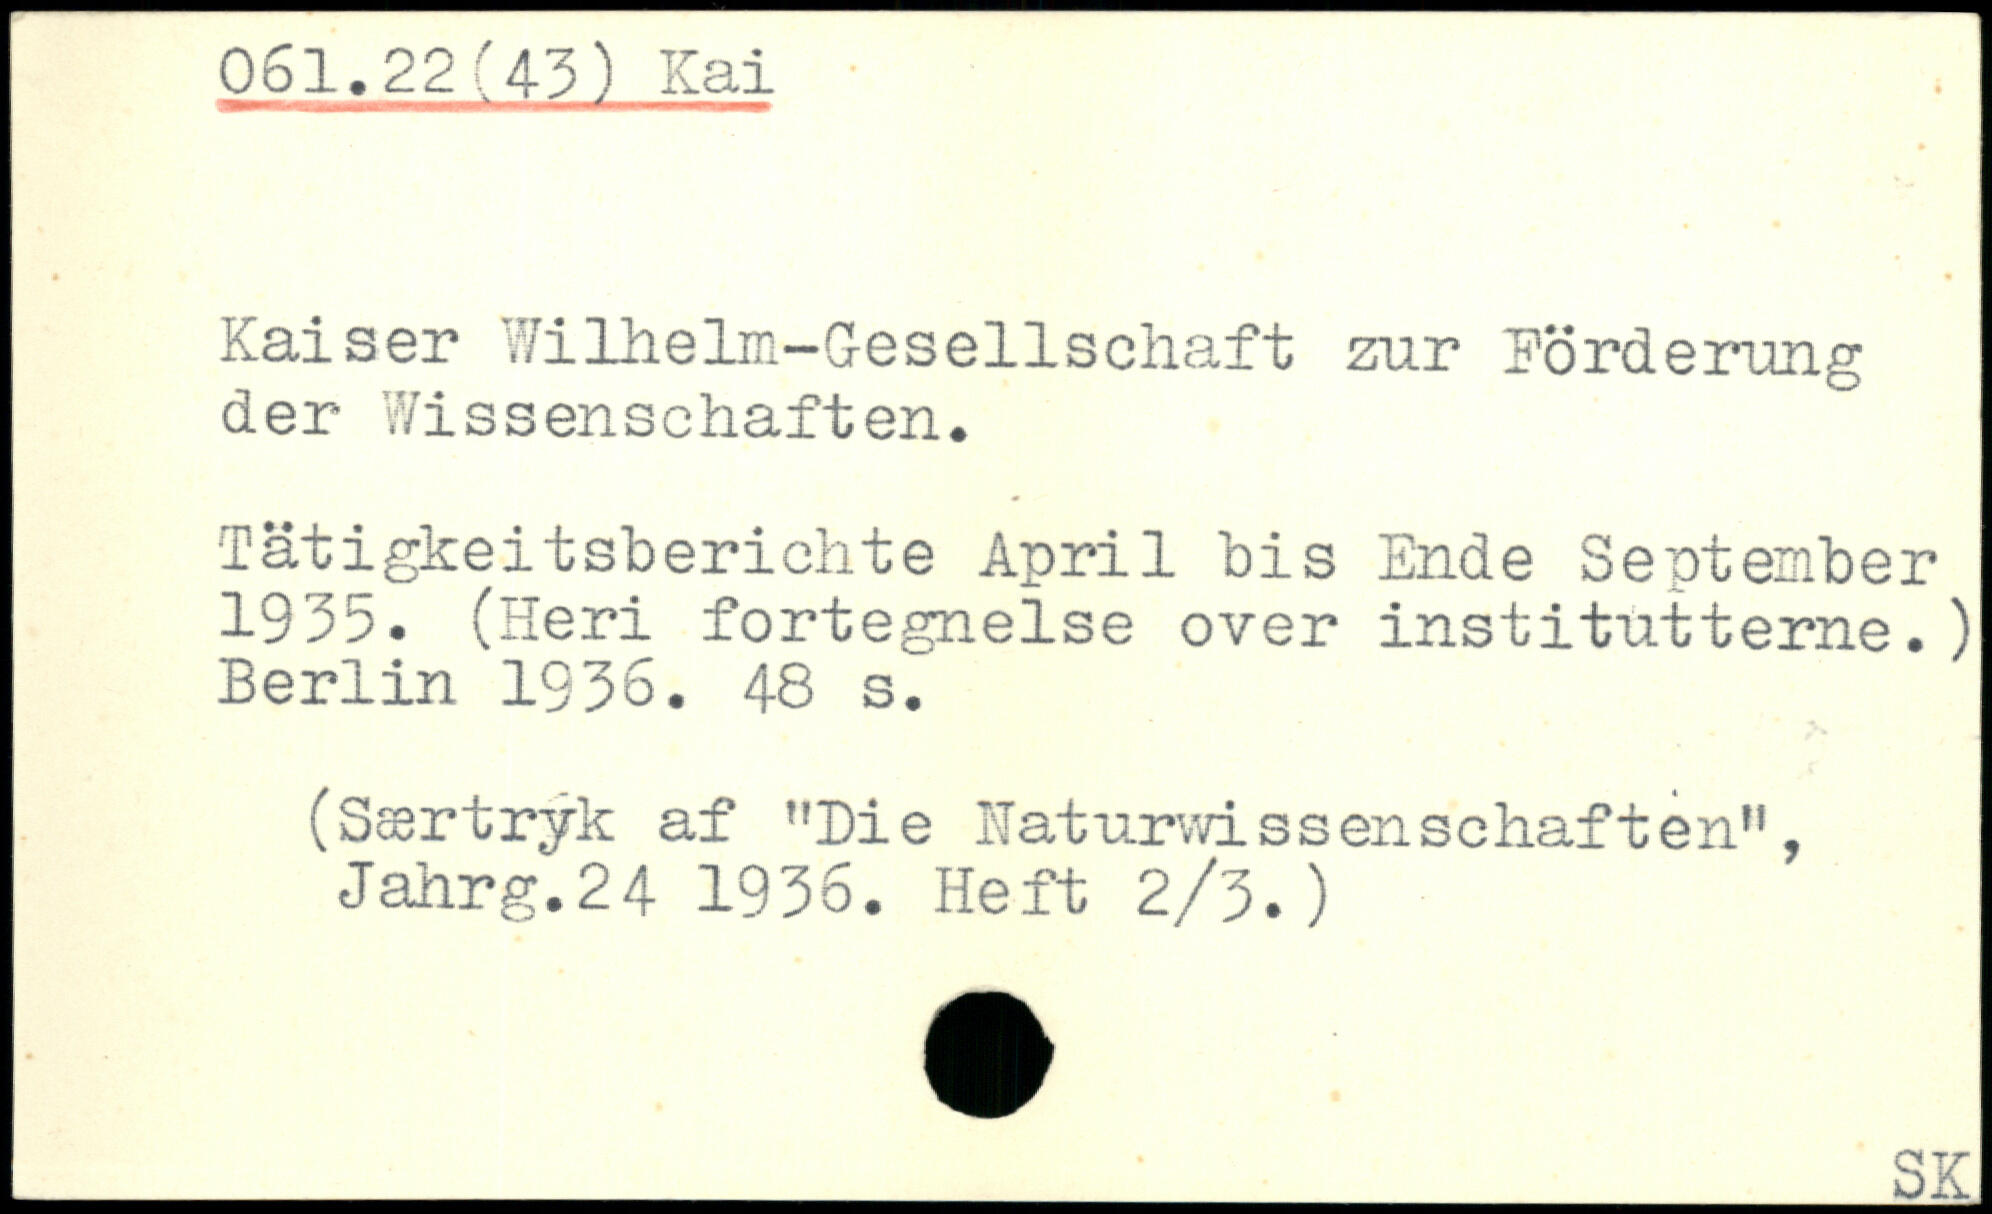 061.22(43) Kai
Kaiser Wilhelm-Gesellschaft zur Förderung
der Wissenschaften.
Tätigkeitsberichte April bis Ende September
1935. (Heri fortegnelse over institutterne.)
Berlin 1936. 48 s.
(Særtryk af "Die Naturwissenschaften",
Jahrg.24 1936. Heft 2/3.)
SK